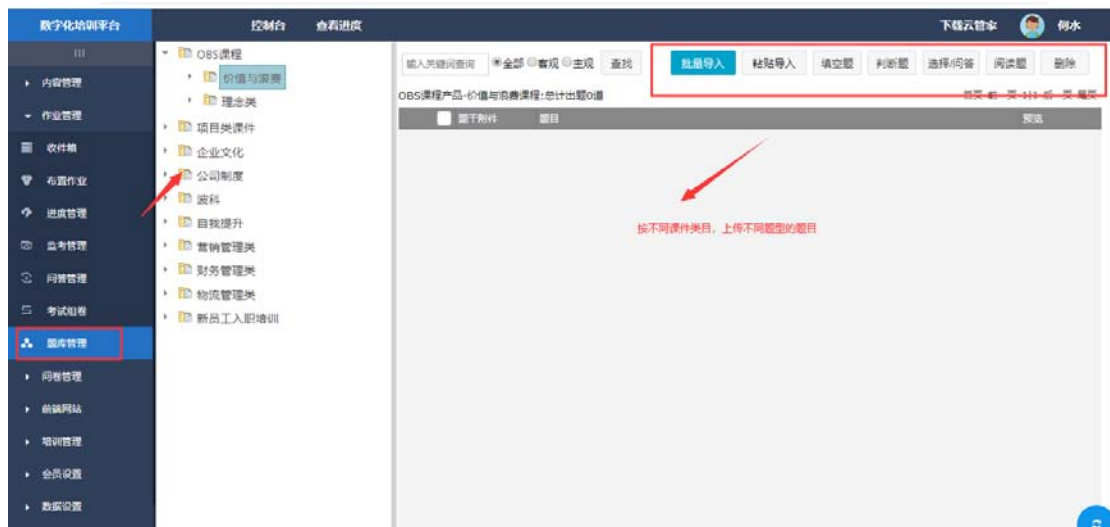 数字化培训平台 控制台 查看进度 下载云管家 何水
内容管理
作业管理
收件箱
布置作业
进度管理
监考管理
问答管理
考试组卷
题库管理
问卷管理
前端网站
培训管理
会员设置
数据设置
OBS课程
价值与浪费
理念类
项目类课件
企业文化
公司制度
波科
自我提升
营销管理类
财务管理类
物流管理类
新员工入职培训
输入关键词查询 全部 客观 主观 查找 批量导入 粘贴导入 填空题 判断题 选择/问答 阅读题 删除
OBS课程产品-价值与浪费课程:总计出题0道
题干附件 题目 预览
按不同课件类目，上传不同题型的题目